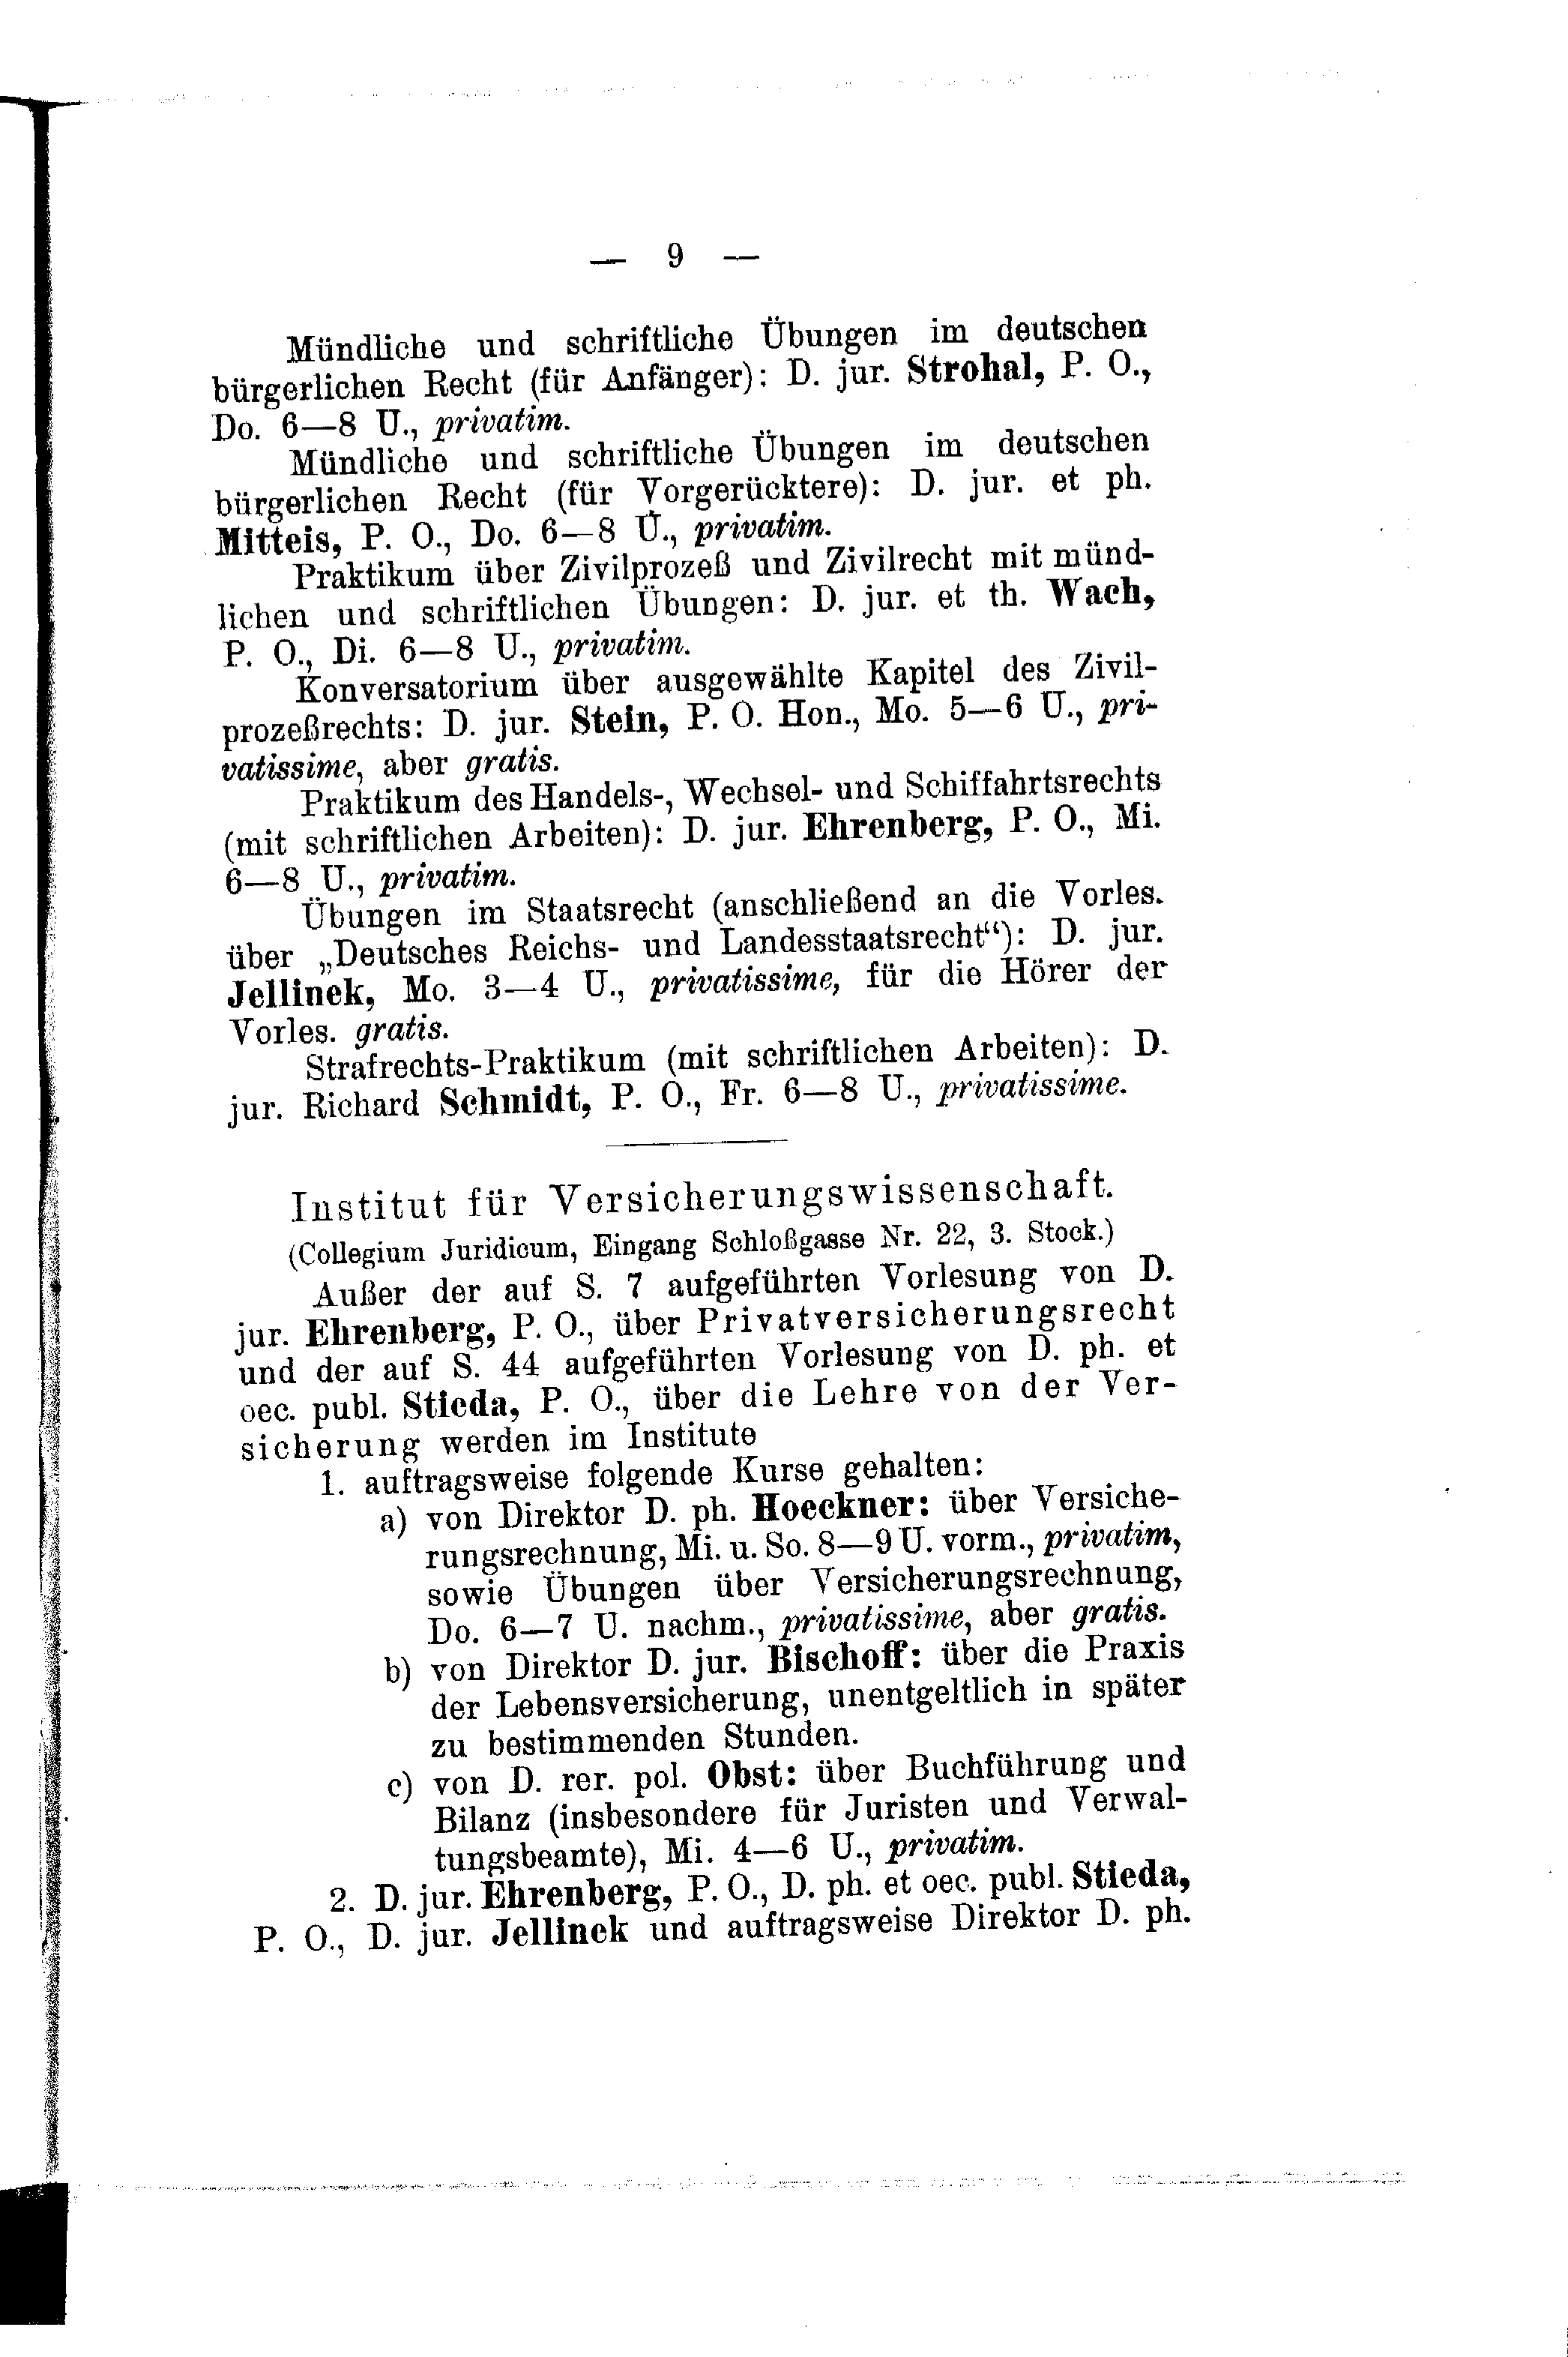 — 9 —
Mündliche und schriftliche Übungen im deutschen
bürgerlichen Recht (für Anfänger): D. jur. Strohal, P. O.,
Do. 6—8 U., privatim.
Mündliche und schriftliche Übungen im deutschen
bürgerlichen Recht (für Vorgerücktere): D. jur. et ph.
Mitteis, P. O., Do. 6—8 U., privatim.
Praktikum über Zivilprozeß und Zivilrecht mit münd-
lichen und schriftlichen Übungen: D. jur. et th. Wach,
P. O., Di. 6—8 U., privatim.
Konversatorium über ausgewählte Kapitel des Zivil-
prozeßrechts: D. jur. Stein, P. O. Hon., Mo. 5—6 U., pri-
vatissime, aber gratis.
Praktikum des Handels-, Wechsel- und Schiffahrtsrechts
(mit schriftlichen Arbeiten): D. jur. Ehrenberg, P. O., Mi.
6—8 U., privatim.
Übungen im Staatsrecht (anschließend an die Vorles.
über „Deutsches Reichs- und Landesstaatsrecht“): D. jur.
Jellinek, Mo. 3—4 U., privatissime, für die Hörer der
Vorles. gratis.
Strafrechts-Praktikum (mit schriftlichen Arbeiten): D.
jur. Richard Schmidt, P. O., Fr. 6—8 U., privatissime.
Institut für Versicherungswissenschaft.
(Collegium Juridicum, Eingang Schloßgasse Nr. 22, 3. Stock.)
Außer der auf S. 7 aufgeführten Vorlesung von D.
jur. Ehrenberg, P. O., über Privatversicherungsrecht
und der auf S. 44 aufgeführten Vorlesung von D. ph. et
oec. publ. Stieda, P. O., über die Lehre von der Ver-
sicherung werden im Institute
1. auftragsweise folgende Kurse gehalten:
a) von Direktor D. ph. Hoeckner: über Versiche-
rungsrechnung, Mi. u. So. 8—9 U. vorm., privatim,
sowie Übungen über Versicherungsrechnung,
Do. 6—7 U. nachm., privatissime, aber gratis.
b) von Direktor D. jur. Bischoff: über die Praxis
der Lebensversicherung, unentgeltlich in später
zu bestimmenden Stunden.
c) von D. rer. pol. Obst: über Buchführung und
Bilanz (insbesondere für Juristen und Verwal-
tungsbeamte), Mi. 4—6 U., privatim.
2. D. jur. Ehrenberg, P. O., D. ph. et oec. publ. Stieda,
P. O., D. jur. Jellinek und auftragsweise Direktor D. ph.